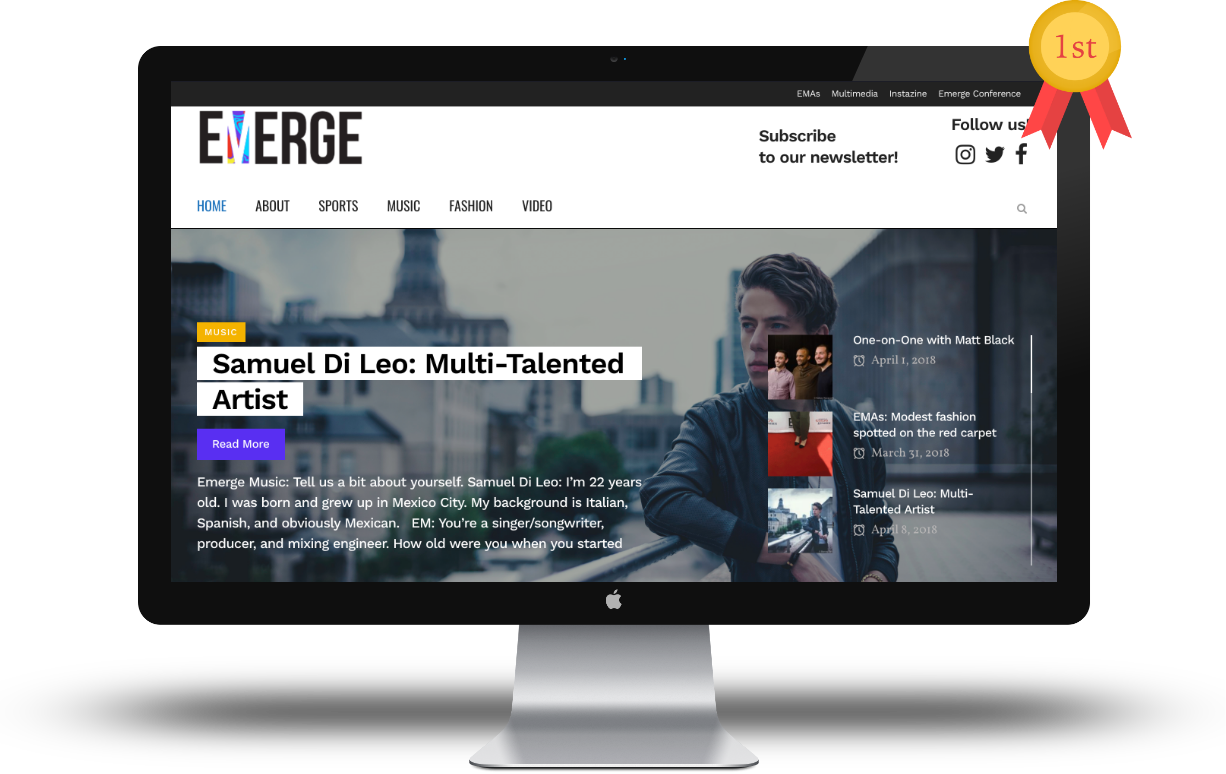 1st
EMAs Multimedia Instazine Emerge Conference
EMERGE
Subscribe
to our newsletter!
Follow us!
HOME ABOUT SPORTS MUSIC FASHION VIDEO
MUSIC
Samuel Di Leo: Multi-Talented
Artist
Read More
Emerge Music: Tell us a bit about yourself. Samuel Di Leo: I'm 22 years
old. I was born and grew up in Mexico City. My background is Italian,
Spanish, and obviously Mexican. EM: You're a singer/songwriter,
producer, and mixing engineer. How old were you when you started
One-on-One with Matt Black
April 1, 2018
EMAs: Modest fashion
spotted on the red carpet
March 31, 2018
Samuel Di Leo: Multi-
Talented Artist
April 8, 2018